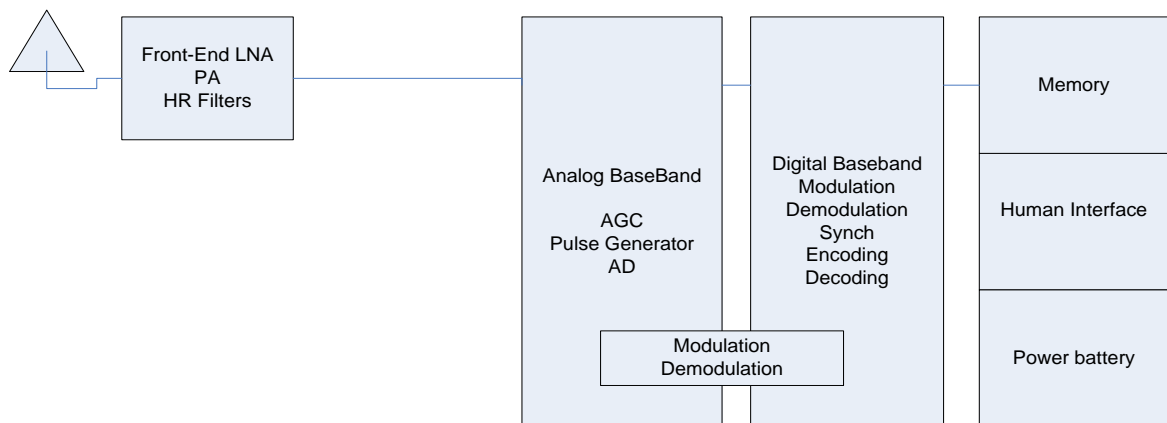 Front-End LNA
PA
HR Filters
Analog BaseBand
AGC
Pulse Generator
AD
Digital Baseband
Modulation
Demodulation
Synch
Encoding
Decoding
Modulation
Demodulation
Memory
Human Interface
Power battery